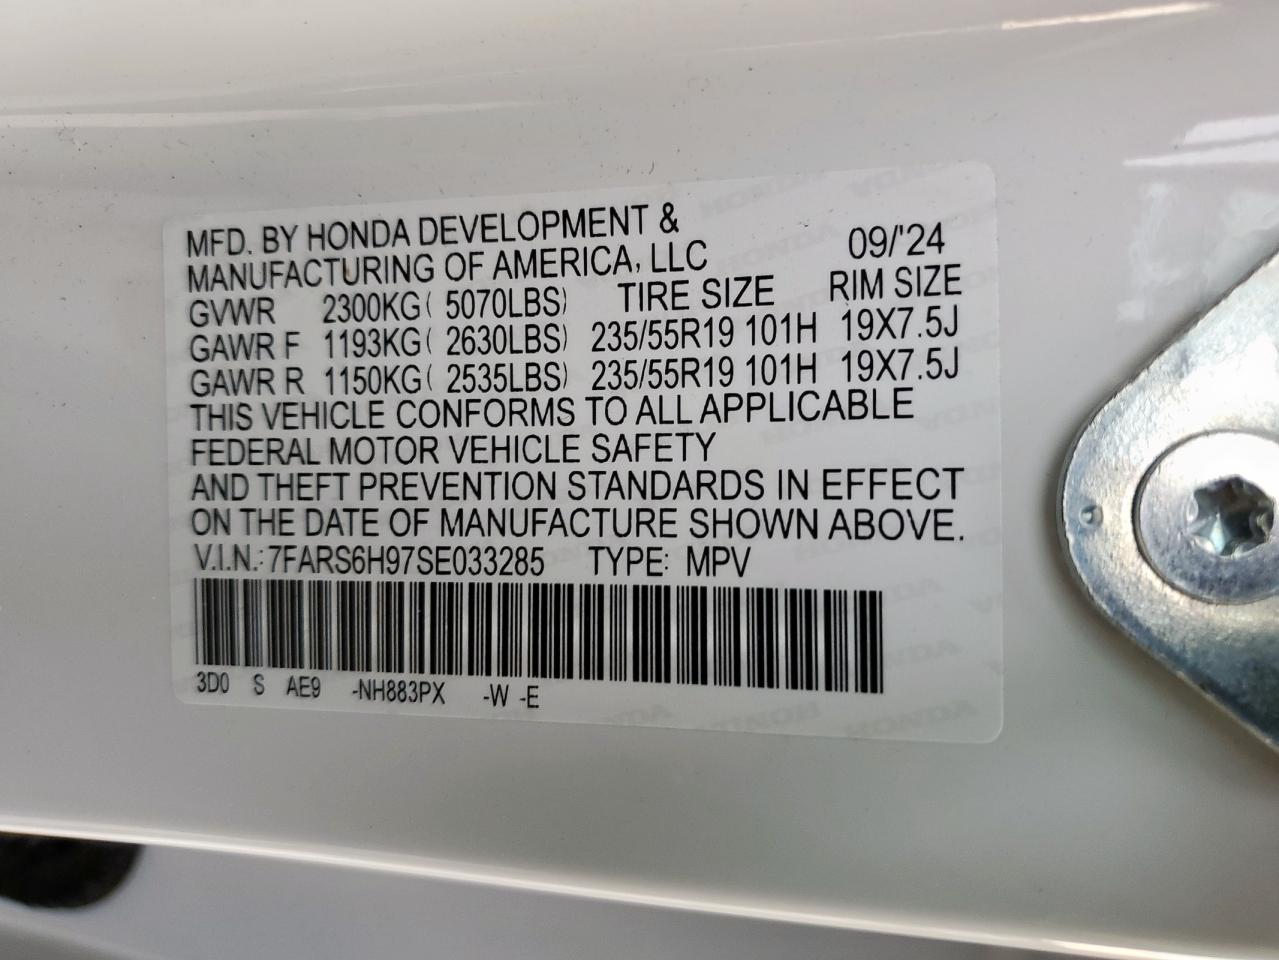 MFD. BY HONDA DEVELOPMENT &
MANUFACTURING OF AMERICA, LLC 09/'24
GVWR 2300KG( 5070LBS) TIRE SIZE RIM SIZE
GAWR F 1193KG( 2630LBS) 235/55R19 101H 19X7.5J
GAWR R 1150KG( 2535LBS) 235/55R19 101H 19X7.5J
THIS VEHICLE CONFORMS TO ALL APPLICABLE
FEDERAL MOTOR VEHICLE SAFETY
AND THEFT PREVENTION STANDARDS IN EFFECT
ON THE DATE OF MANUFACTURE SHOWN ABOVE.
V.I.N.: 7FARS6H97SE033285 TYPE: MPV
3D0 S AE9 -NH883PX -W -E